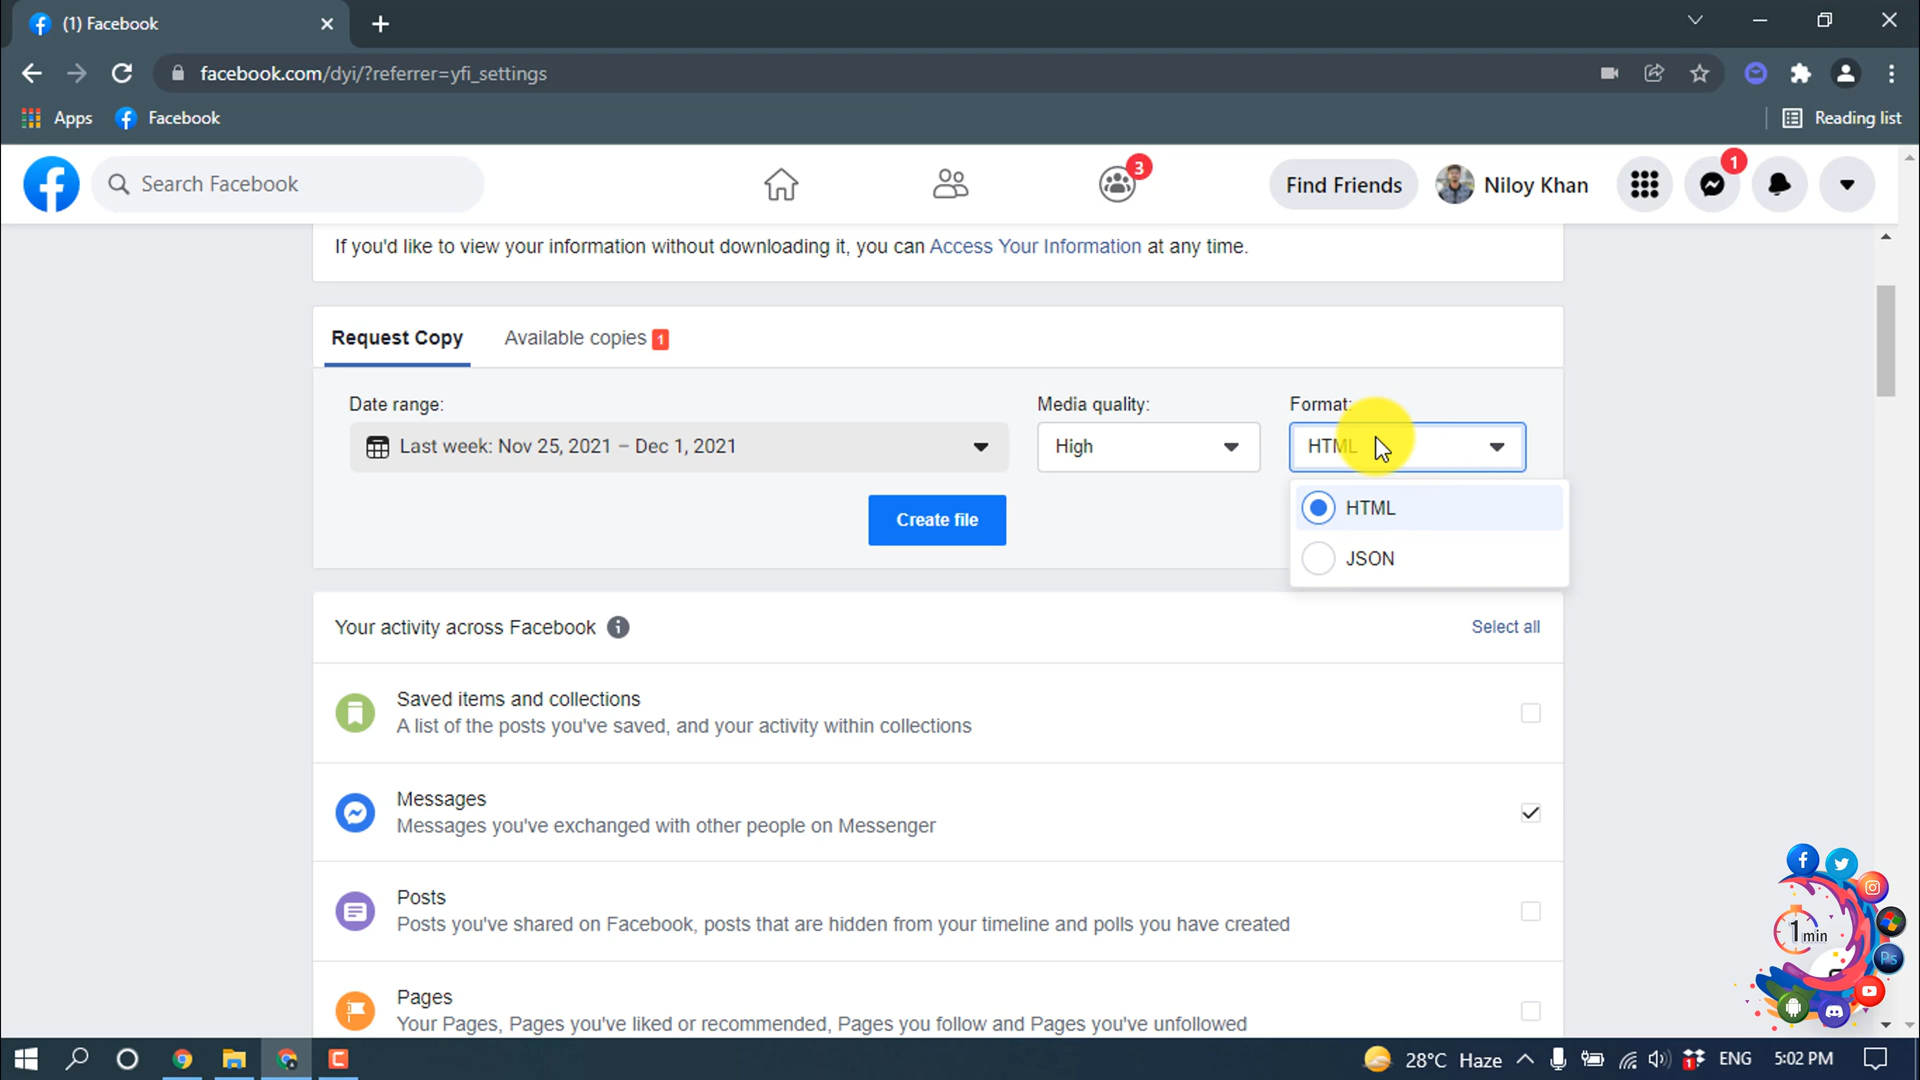 (1) Facebook
facebook.com/dyi/?referrer=yfi_settings
Apps
Facebook
Reading list
Search Facebook
3
Find Friends
Niloy Khan
1
If you'd like to view your information without downloading it, you can Access Your Information at any time.
Request Copy
Available copies 1
Date range:
Media quality:
Format:
Last week: Nov 25, 2021 – Dec 1, 2021
High
HTML
Create file
HTML
JSON
Your activity across Facebook
Select all
Saved items and collections
A list of the posts you've saved, and your activity within collections
Messages
Messages you've exchanged with other people on Messenger
Posts
Posts you've shared on Facebook, posts that are hidden from your timeline and polls you have created
Pages
Your Pages, Pages you've liked or recommended, Pages you follow and Pages you've unfollowed
1 min
Ps
28°C Haze
1
ENG
5:02 PM